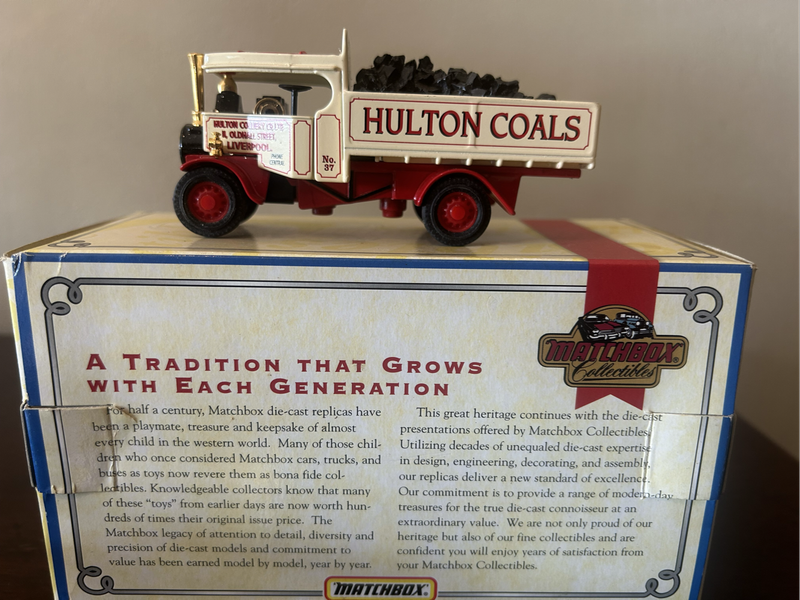 HULTON COALS
HULTON COLLIERY CO. LTD
OLDHAM STREET,
LIVERPOOL.
PHONE
CENTRAL
No.
37
MATCHBOX®
Collectibles
A TRADITION THAT GROWS
WITH EACH GENERATION
For half a century, Matchbox die-cast replicas have
been a playmate, treasure and keepsake of almost
every child in the western world. Many of those chil-
dren who once considered Matchbox cars, trucks, and
buses as toys now revere them as bona fide col-
lectibles. Knowledgeable collectors know that many
of these “toys” from earlier days are now worth hun-
dreds of times their original issue price. The
Matchbox legacy of attention to detail, diversity and
precision of die-cast models and commitment to
value has been earned model by model, year by year.
This great heritage continues with the die-cast
presentations offered by Matchbox Collectibles.
Utilizing decades of unequaled die-cast expertise
in design, engineering, decorating, and assembly,
our replicas deliver a new standard of excellence.
Our commitment is to provide a range of modern-day
treasures for the true die-cast connoisseur at an
extraordinary value. We are not only proud of our
heritage but also of our fine collectibles and are
confident you will enjoy years of satisfaction from
your Matchbox Collectibles.
MATCHBOX®